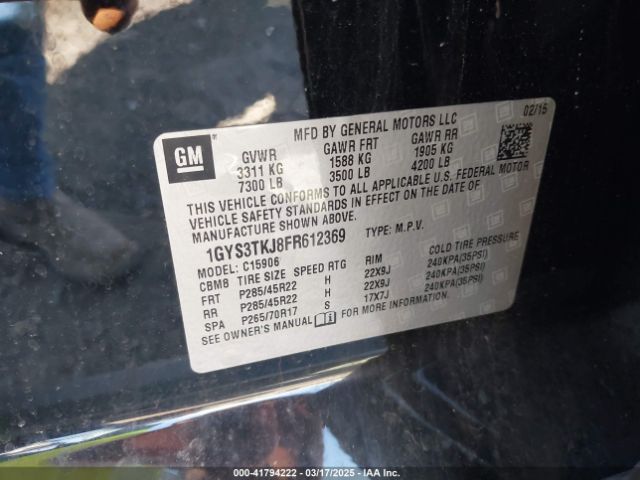 02/15
MFD BY GENERAL MOTORS LLC
GM
GVWR GAWR FRT GAWR RR
3311 KG 1588 KG 1905 KG
7300 LB 3500 LB 4200 LB
THIS VEHICLE CONFORMS TO ALL APPLICABLE U.S. FEDERAL MOTOR
VEHICLE SAFETY STANDARDS IN EFFECT ON THE DATE OF
MANUFACTURE SHOWN ABOVE.
1GYS3TKJ8FR612369 TYPE: M.P.V.
MODEL: C15906
CBMB TIRE SIZE SPEED RTG RIM COLD TIRE PRESSURE
FRT P285/45R22 H 22X9J 240KPA(35PSI)
RR P285/45R22 H 22X9J 240KPA(35PSI)
SPA P265/70R17 S 17X7J 240KPA(35PSI)
SEE OWNER'S MANUAL FOR MORE INFORMATION.
000-41794222 - 03/17/2025 - IAA Inc.